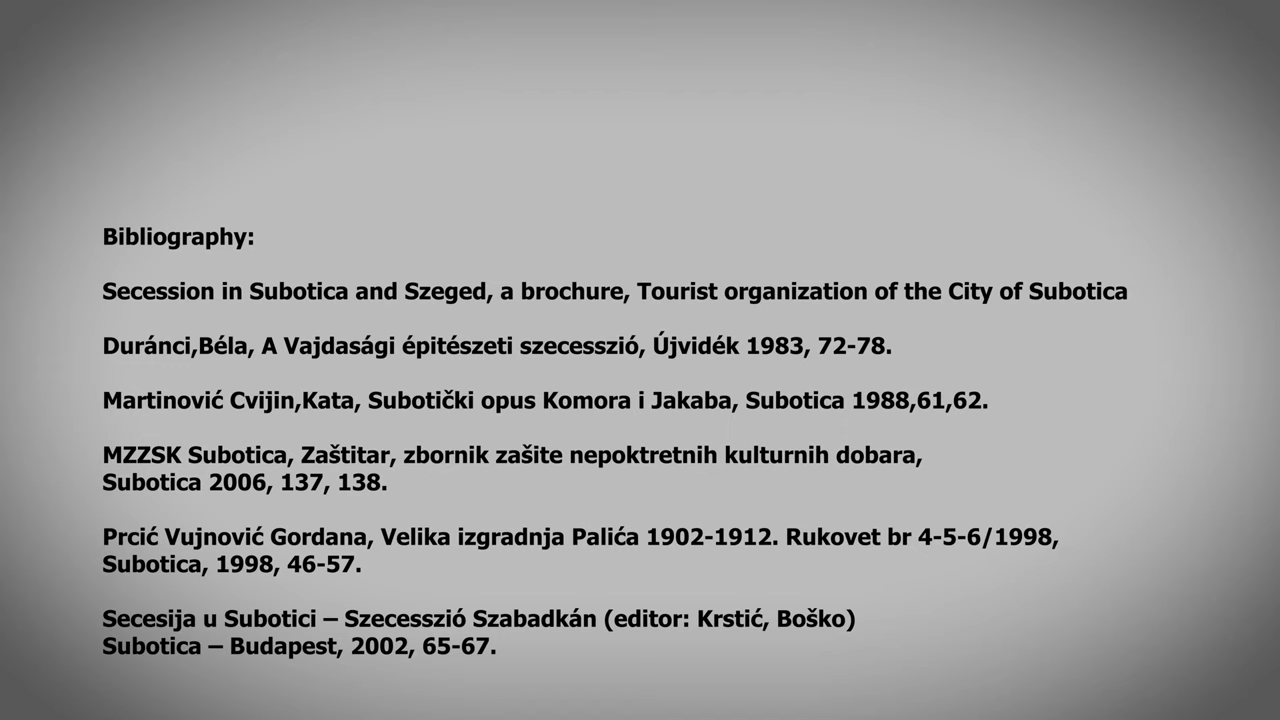 Bibliography:
Secession in Subotica and Szeged, a brochure, Tourist organization of the City of Subotica
Duránci,Béla, A Vajdasági épitészeti szecesszió, Újvidék 1983, 72-78.
Martinović Cvijin,Kata, Subotički opus Komora i Jakaba, Subotica 1988,61,62.
MZZSK Subotica, Zaštitar, zbornik zašite nepoktretnih kulturnih dobara,
Subotica 2006, 137, 138.
Prcić Vujnović Gordana, Velika izgradnja Palića 1902-1912. Rukovet br 4-5-6/1998,
Subotica, 1998, 46-57.
Secesija u Subotici – Szecesszió Szabadkán (editor: Krstić, Boško)
Subotica – Budapest, 2002, 65-67.